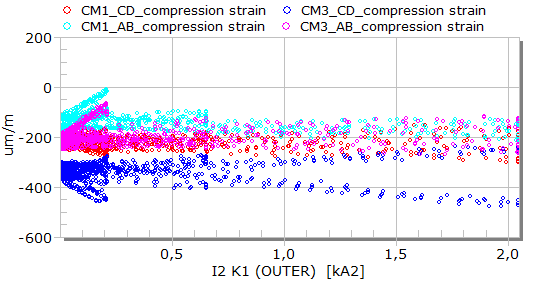 CM1_CD_compression strain CM3_CD_compression strain
CM1_AB_compression strain CM3_AB_compression strain
200
0
-200
-400
-600
um/m
0,5 1,0 1,5 2,0
I2 K1 (OUTER) [kA2]